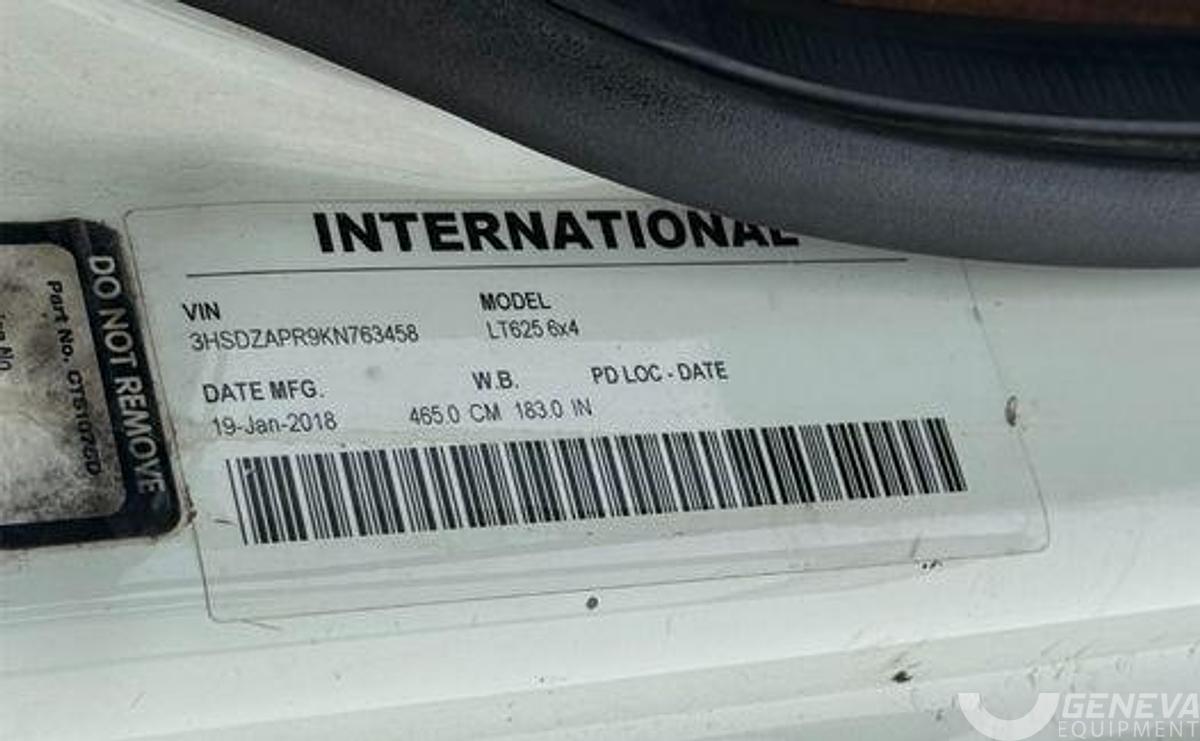 INTERNATIONAL
VIN
3HSDZAPR9KN763458
MODEL
LT625 6x4
DATE MFG.
19-Jan-2018
W.B.
465.0 CM 183.0 IN
PD LOC - DATE
DO NOT REMOVE
Part No.
GENEVA
EQUIPMENT